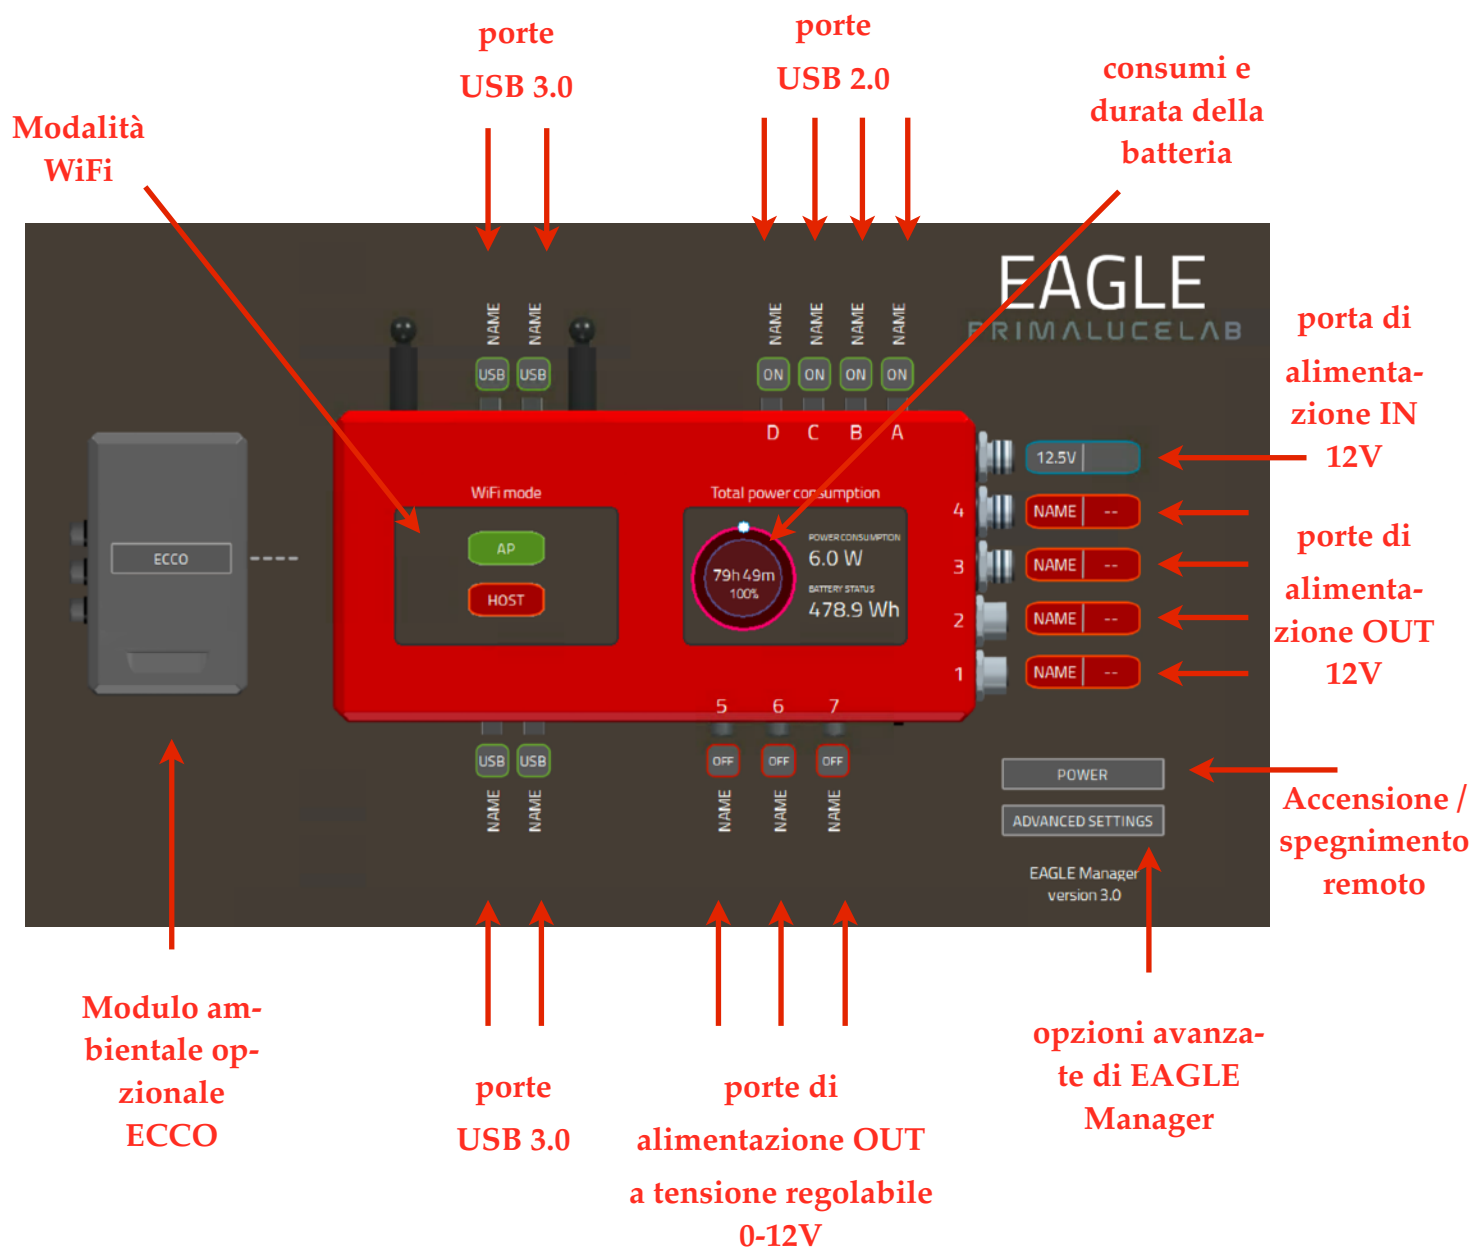 porte
USB 3.0
porte
USB 2.0
consumi e
durata della
batteria
Modalità
WiFi
EAGLE
PRIMALUCELAB
NAME
NAME
NAME
NAME
NAME
NAME
USB
USB
ON
ON
ON
ON
D
C
B
A
porta di
alimenta-
zione IN
12V
12.5V
WiFi mode
AP
HOST
Total power consumption
79h 49m
100%
POWER CONSUMPTION
6.0 W
BATTERY STATUS
478.9 Wh
4
NAME --
3
NAME --
2
NAME --
1
NAME --
porte di
alimenta-
zione OUT
12V
ECCO
5
6
7
USB
USB
OFF
OFF
OFF
NAME
NAME
NAME
NAME
NAME
POWER
ADVANCED SETTINGS
EAGLE Manager
version 3.0
Accensione /
spegnimento
remoto
Modulo am-
bientale op-
zionale
ECCO
porte
USB 3.0
porte di
alimentazione OUT
a tensione regolabile
0-12V
opzioni avanza-
te di EAGLE
Manager